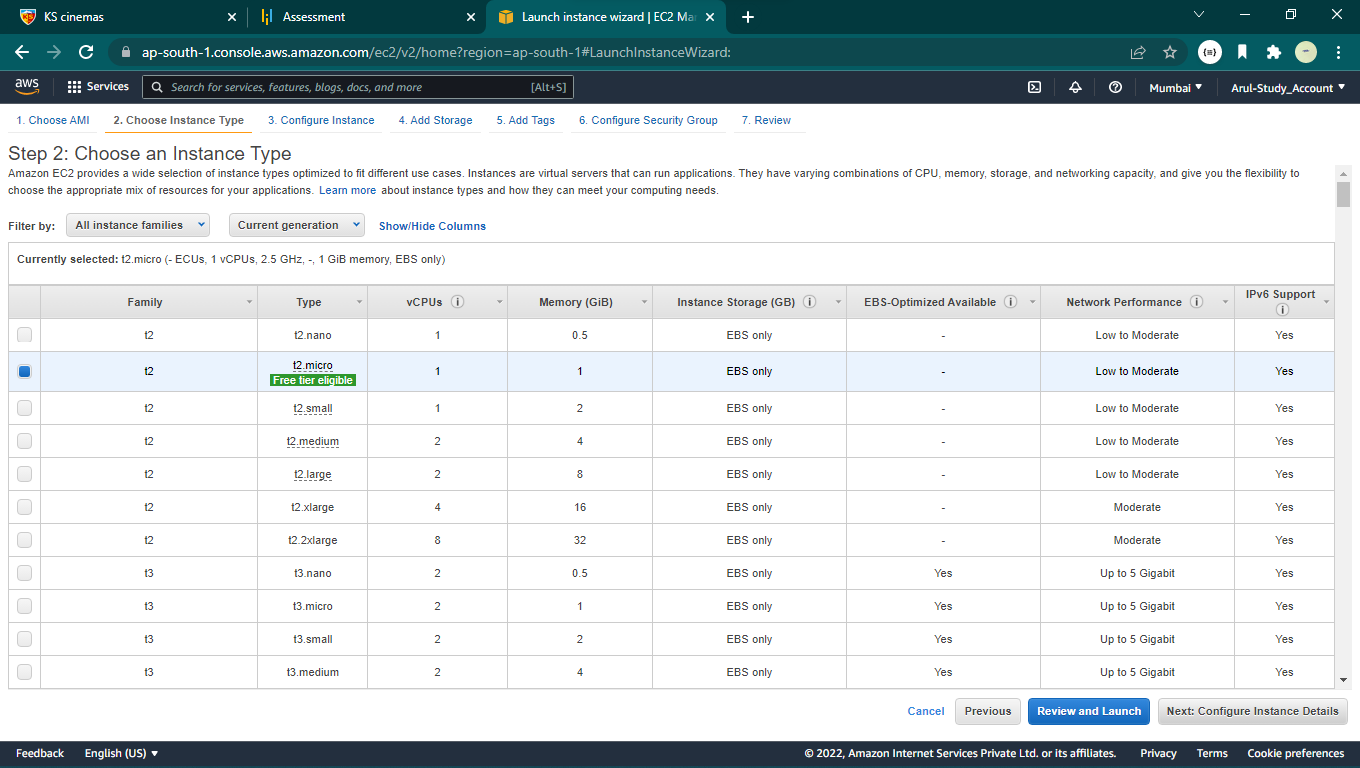 KS cinemas
Assessment
Launch instance wizard | EC2 Ma
ap-south-1.console.aws.amazon.com/ec2/v2/home?region=ap-south-1#LaunchInstanceWizard:
aws Services Search for services, features, blogs, docs, and more [Alt+S] Mumbai Arul-Study_Account
1. Choose AMI 2. Choose Instance Type 3. Configure Instance 4. Add Storage 5. Add Tags 6. Configure Security Group 7. Review
Step 2: Choose an Instance Type
Amazon EC2 provides a wide selection of instance types optimized to fit different use cases. Instances are virtual servers that can run applications. They have varying combinations of CPU, memory, storage, and networking capacity, and give you the flexibility to
choose the appropriate mix of resources for your applications. Learn more about instance types and how they can meet your computing needs.
Filter by: All instance families Current generation Show/Hide Columns
Currently selected: t2.micro (- ECUs, 1 vCPUs, 2.5 GHz, -, 1 GiB memory, EBS only)
Family Type vCPUs Memory (GiB) Instance Storage (GB) EBS-Optimized Available Network Performance IPv6 Support
t2 t2.nano 1 0.5 EBS only - Low to Moderate Yes
t2 t2.micro Free tier eligible 1 1 EBS only - Low to Moderate Yes
t2 t2.small 1 2 EBS only - Low to Moderate Yes
t2 t2.medium 2 4 EBS only - Low to Moderate Yes
t2 t2.large 2 8 EBS only - Low to Moderate Yes
t2 t2.xlarge 4 16 EBS only - Moderate Yes
t2 t2.2xlarge 8 32 EBS only - Moderate Yes
t3 t3.nano 2 0.5 EBS only Yes Up to 5 Gigabit Yes
t3 t3.micro 2 1 EBS only Yes Up to 5 Gigabit Yes
t3 t3.small 2 2 EBS only Yes Up to 5 Gigabit Yes
t3 t3.medium 2 4 EBS only Yes Up to 5 Gigabit Yes
Cancel Previous Review and Launch Next: Configure Instance Details
Feedback English (US) © 2022, Amazon Internet Services Private Ltd. or its affiliates. Privacy Terms Cookie preferences